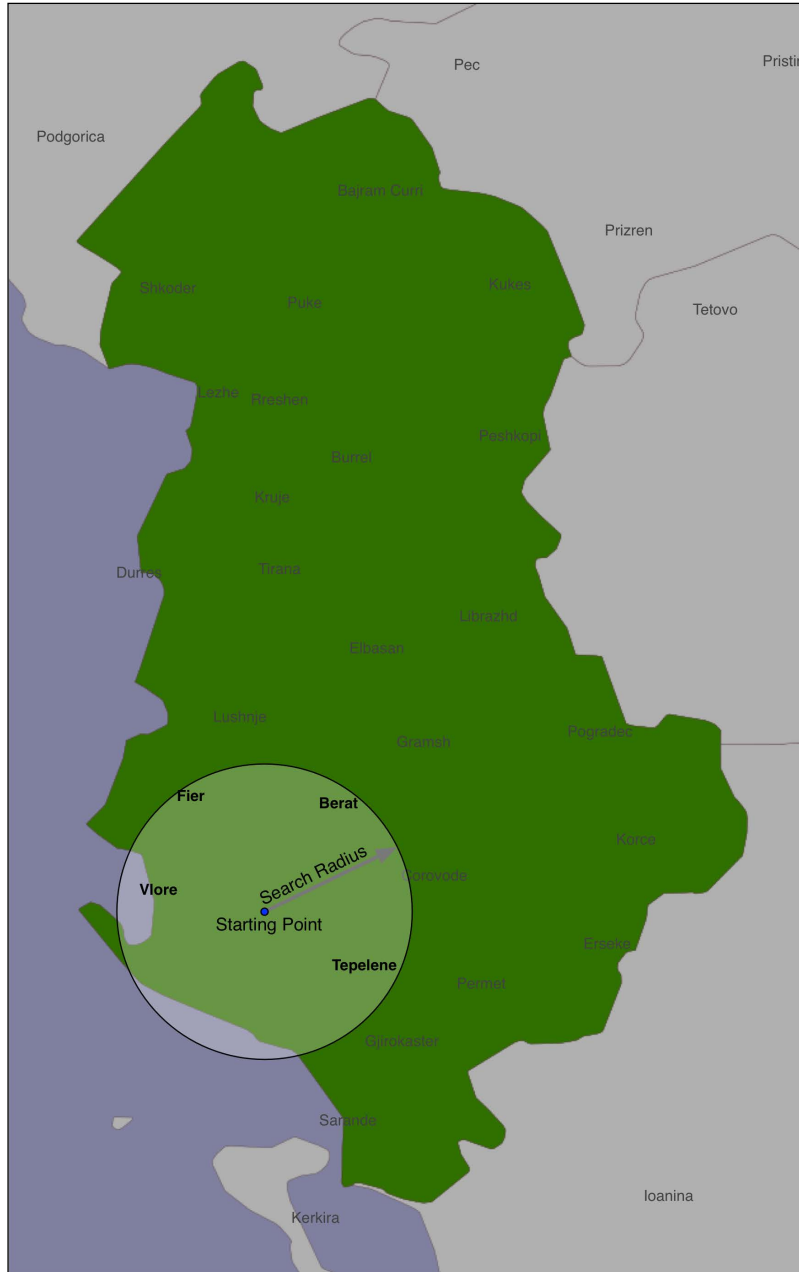 Pec
Pristin
Podgorica
Bajram Curri
Prizren
Shkoder
Kukes
Puke
Tetovo
Lezhe
Rreshen
Peshkopi
Burrel
Kruje
Durres
Tirana
Librazhd
Elbasan
Lushnje
Pogradec
Gramsh
Fier
Berat
Korce
Search Radius
Corovode
Vlore
Starting Point
Erseke
Tepelene
Permet
Gjirokaster
Sarande
Ioanina
Kerkira